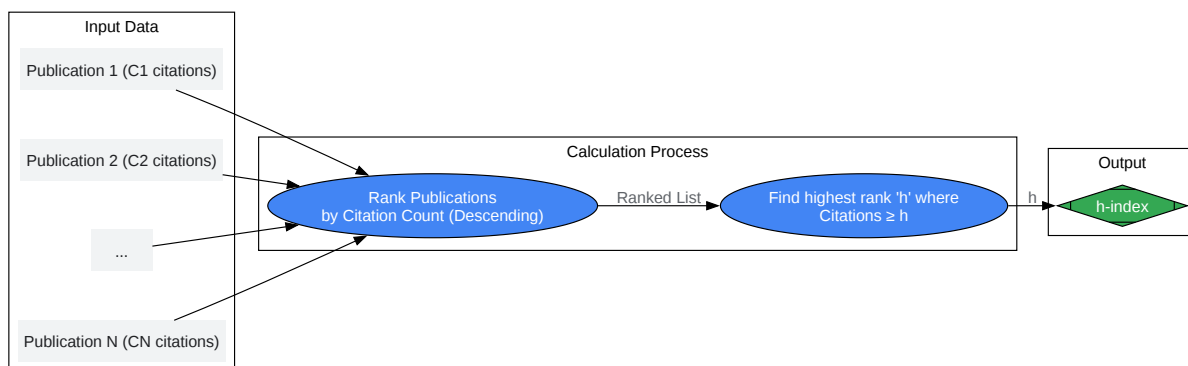 Input Data
Publication 1 (C1 citations)
Publication 2 (C2 citations)
...
Publication N (CN citations)
Calculation Process
Rank Publications
by Citation Count (Descending)
Ranked List
Find highest rank 'h' where
Citations ≥ h
h
Output
h-index